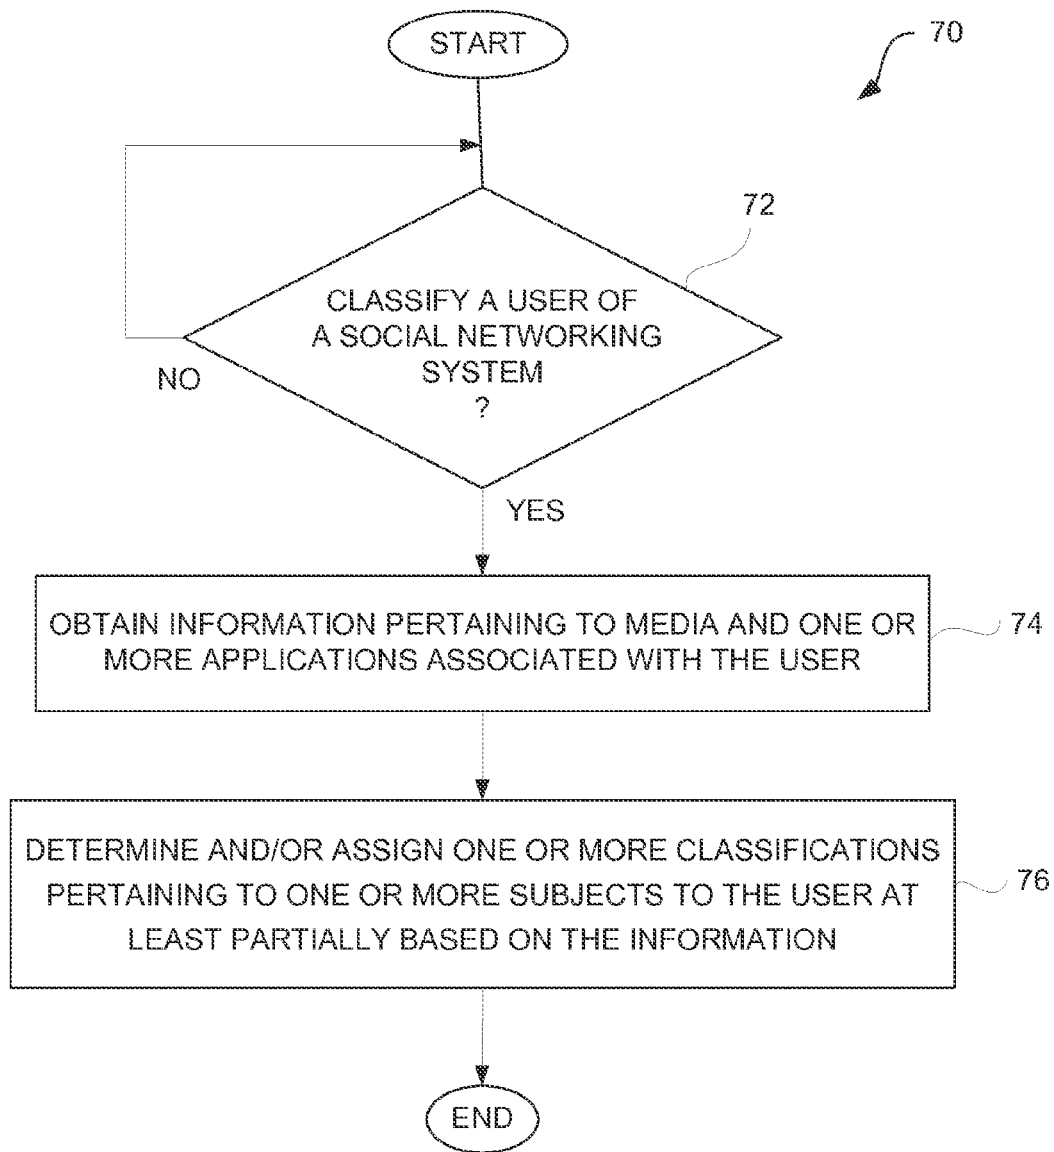 START
70
72
CLASSIFY A USER OF
A SOCIAL NETWORKING
SYSTEM
?
NO
YES
OBTAIN INFORMATION PERTAINING TO MEDIA AND ONE OR
MORE APPLICATIONS ASSOCIATED WITH THE USER
74
DETERMINE AND/OR ASSIGN ONE OR MORE CLASSIFICATIONS
PERTAINING TO ONE OR MORE SUBJECTS TO THE USER AT
LEAST PARTIALLY BASED ON THE INFORMATION
76
END